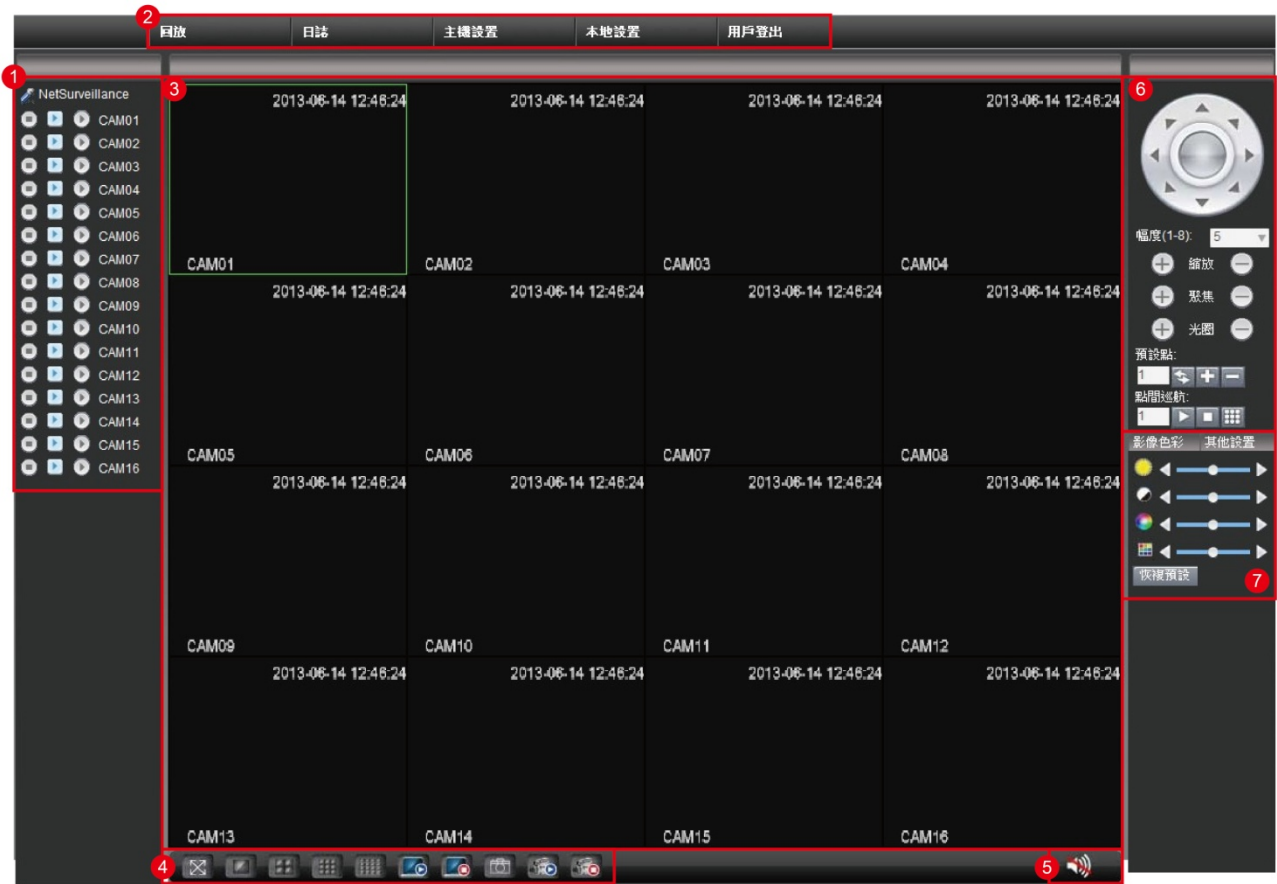 2
回放 日誌 主機設置 本地設置 用戶登出
1
NetSurveillance
CAM01
CAM02
CAM03
CAM04
CAM05
CAM06
CAM07
CAM08
CAM09
CAM10
CAM11
CAM12
CAM13
CAM14
CAM15
CAM16
3
2013-06-14 12:46:24 2013-06-14 12:46:24 2013-06-14 12:46:24 2013-06-14 12:46:24
CAM01 CAM02 CAM03 CAM04
2013-06-14 12:46:24 2013-06-14 12:46:24 2013-06-14 12:46:24 2013-06-14 12:46:24
CAM05 CAM06 CAM07 CAM08
2013-06-14 12:46:24 2013-06-14 12:46:24 2013-06-14 12:46:24 2013-06-14 12:46:24
CAM09 CAM10 CAM11 CAM12
2013-06-14 12:46:24 2013-06-14 12:46:24 2013-06-14 12:46:24 2013-06-14 12:46:24
CAM13 CAM14 CAM15 CAM16
4
5
6
幅度(1-8): 5
縮放
聚焦
光圈
預設點:
1
點間巡航:
1
影像色彩 其他設置
恢複預設
7